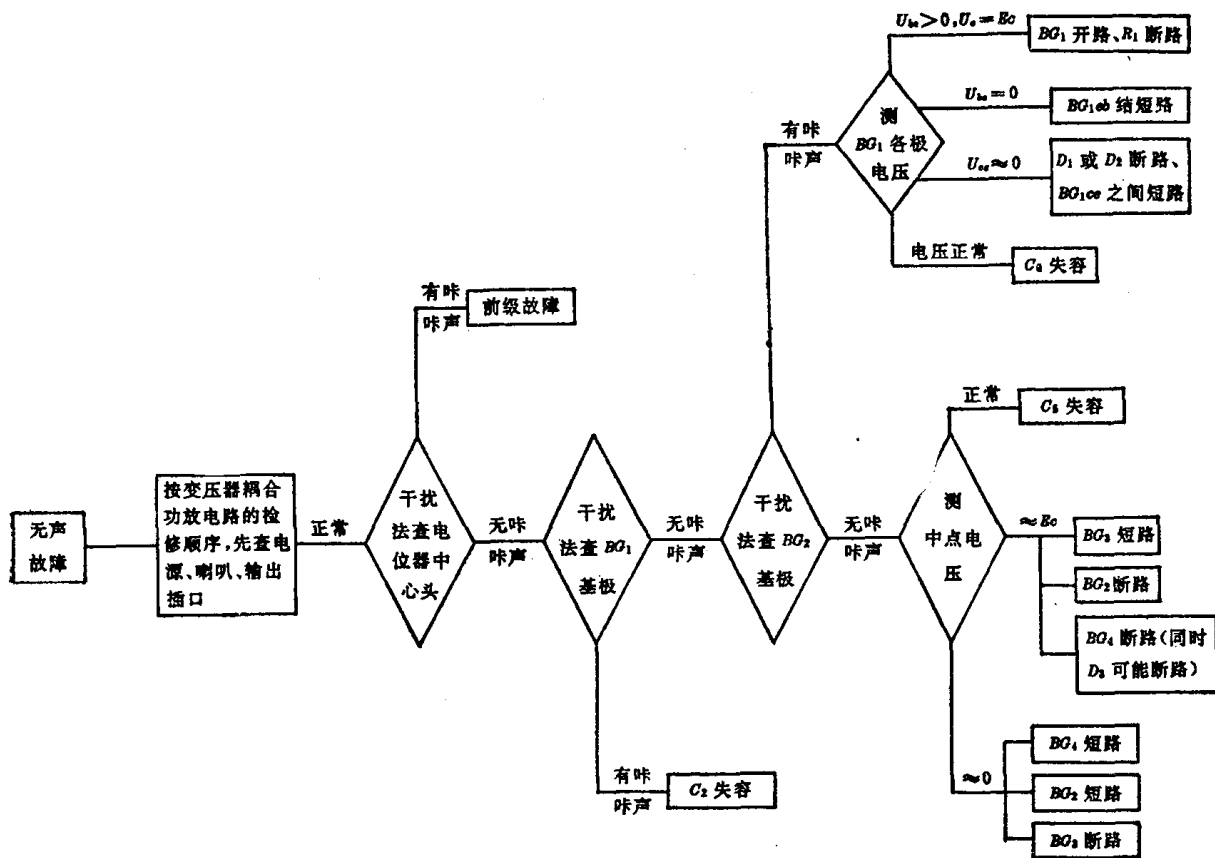 无声
故障
按变压器耦合
功放电路的检
修顺序,先查电
源、喇叭、输出
插口
正常
干扰
法查电
位器中
心头
有咔
咔声
前级故障
无咔
咔声
干扰
法查BG₁
基极
有咔
咔声
C₂失容
无咔
咔声
干扰
法查BG₂
基极
有咔
咔声
测
BG₁各极
电压
U_be>0,U_c=Ec
BG₁开路、R₁断路
U_be=0
BG₁eb结短路
U_ce≈0
D₁或D₂断路、
BG₁ce之间短路
电压正常
失容
无咔
咔声
测
中点电
压
正常
C₅失容
≈Ec
BG₃短路
BG₂断路
BG₄断路(同时
D₃可能断路)
≈0
BG₄短路
BG₂短路
BG₃断路